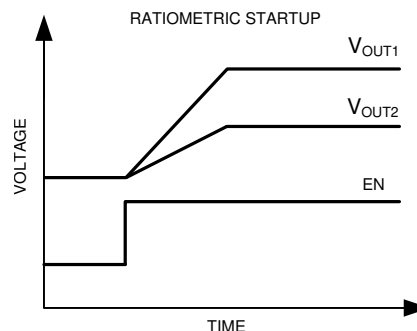 RATIOMETRIC STARTUP
VOUT1
VOUT2
EN
VOLTAGE
TIME